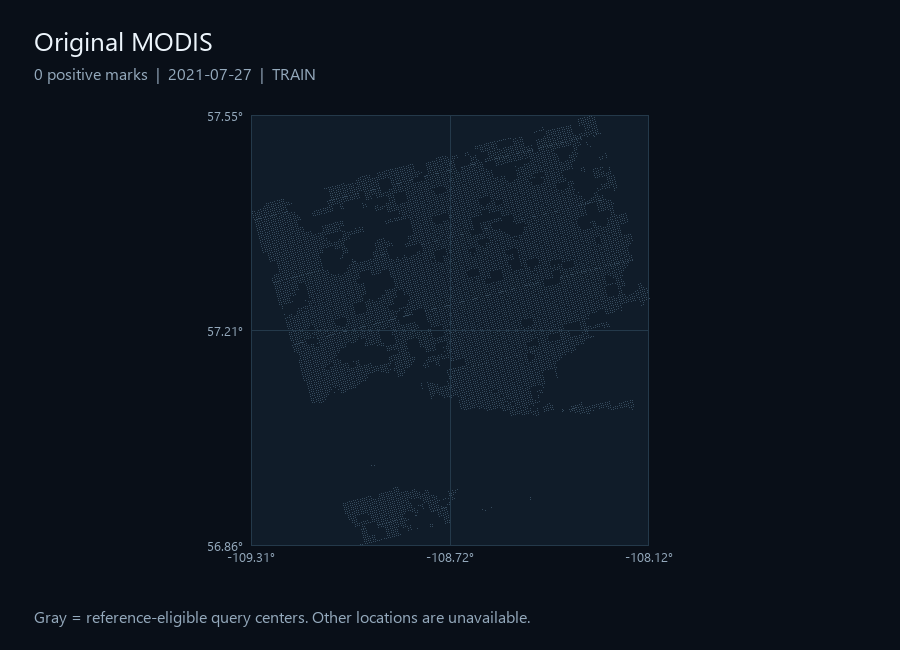 Original MODIS
0 positive marks | 2021-07-27 | TRAIN
57.55°
57.21°
56.86°
-109.31° -108.72° -108.12°
Gray = reference-eligible query centers. Other locations are unavailable.